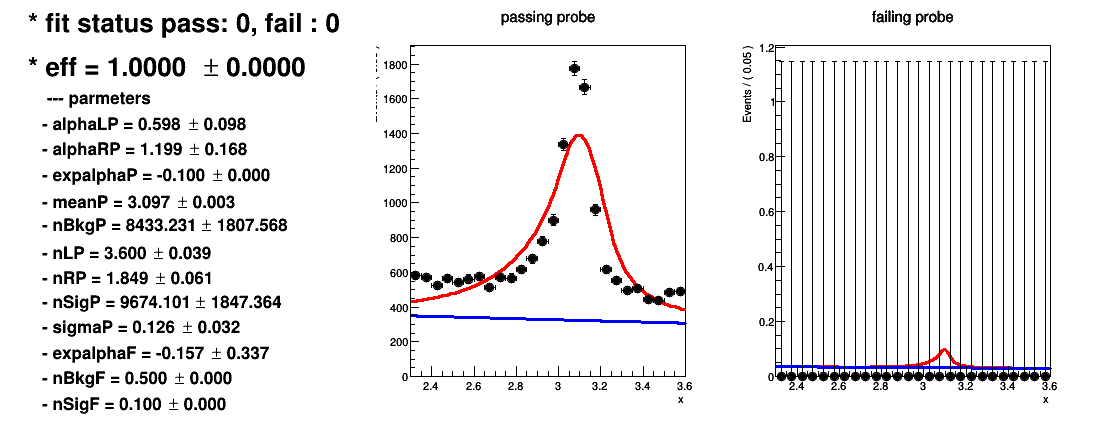 * fit status pass: 0, fail : 0
* eff = 1.0000 ± 0.0000
--- parmeters
- alphaLP = 0.598 ± 0.098
- alphaRP = 1.199 ± 0.168
- expalphaP = -0.100 ± 0.000
- meanP = 3.097 ± 0.003
- nBkgP = 8433.231 ± 1807.568
- nLP = 3.600 ± 0.039
- nRP = 1.849 ± 0.061
- nSigP = 9674.101 ± 1847.364
- sigmaP = 0.126 ± 0.032
- expalphaF = -0.157 ± 0.337
- nBkgF = 0.500 ± 0.000
- nSigF = 0.100 ± 0.000
passing probe
1800
1600
1400
1200
1000
800
600
400
200
0
2.4 2.6 2.8 3 3.2 3.4 3.6
x
failing probe
Events / ( 0.05 )
1.2
1
0.8
0.6
0.4
0.2
0
2.4 2.6 2.8 3 3.2 3.4 3.6
x